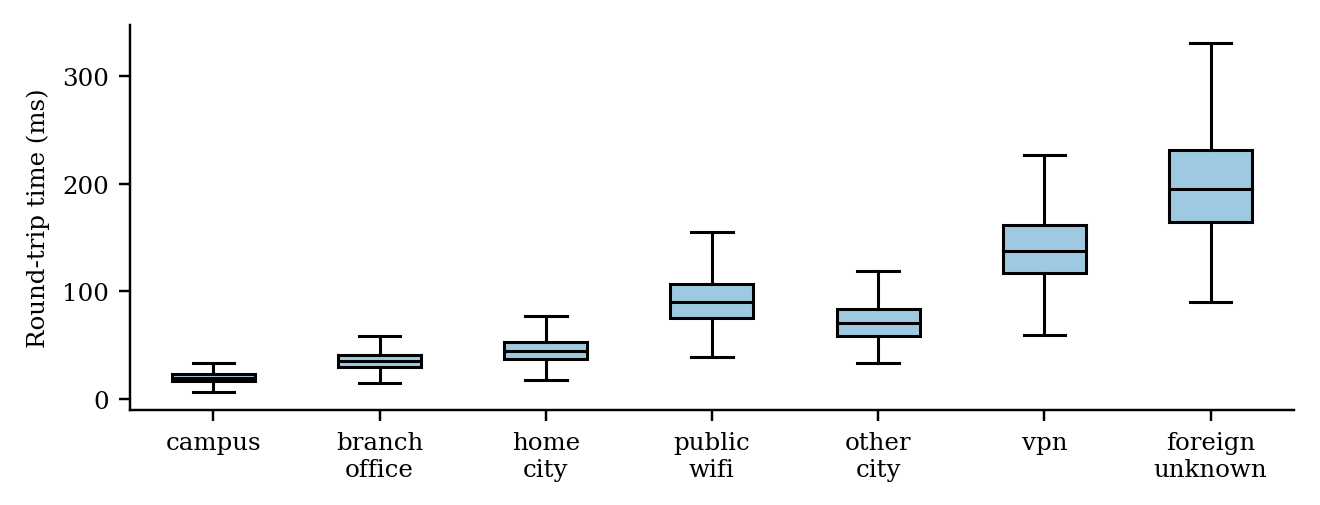 Round-trip time (ms)
300
200
100
0
campus
branch
office
home
city
public
wifi
other
city
vpn
foreign
unknown